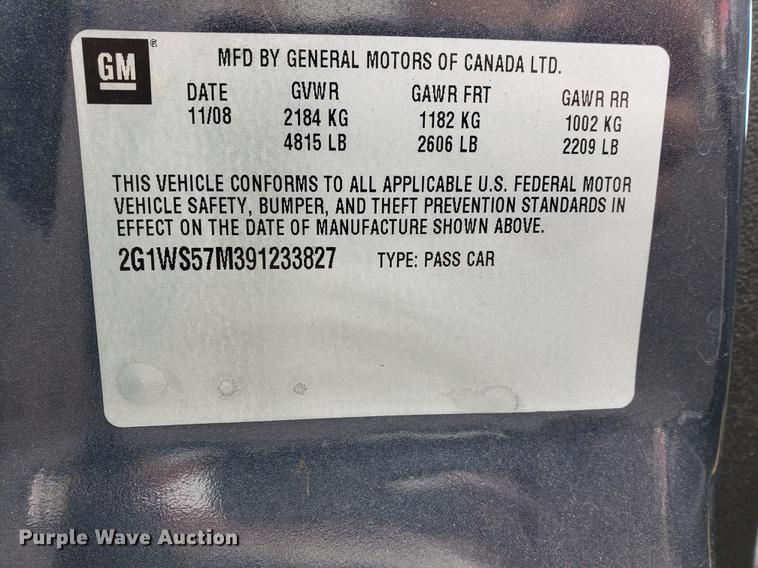 GM ®
MFD BY GENERAL MOTORS OF CANADA LTD.
DATE GVWR GAWR FRT GAWR RR
11/08 2184 KG 1182 KG 1002 KG
4815 LB 2606 LB 2209 LB
THIS VEHICLE CONFORMS TO ALL APPLICABLE U.S. FEDERAL MOTOR
VEHICLE SAFETY, BUMPER, AND THEFT PREVENTION STANDARDS IN
EFFECT ON THE DATE OF MANUFACTURE SHOWN ABOVE.
2G1WS57M391233827 TYPE: PASS CAR
Purple Wave Auction